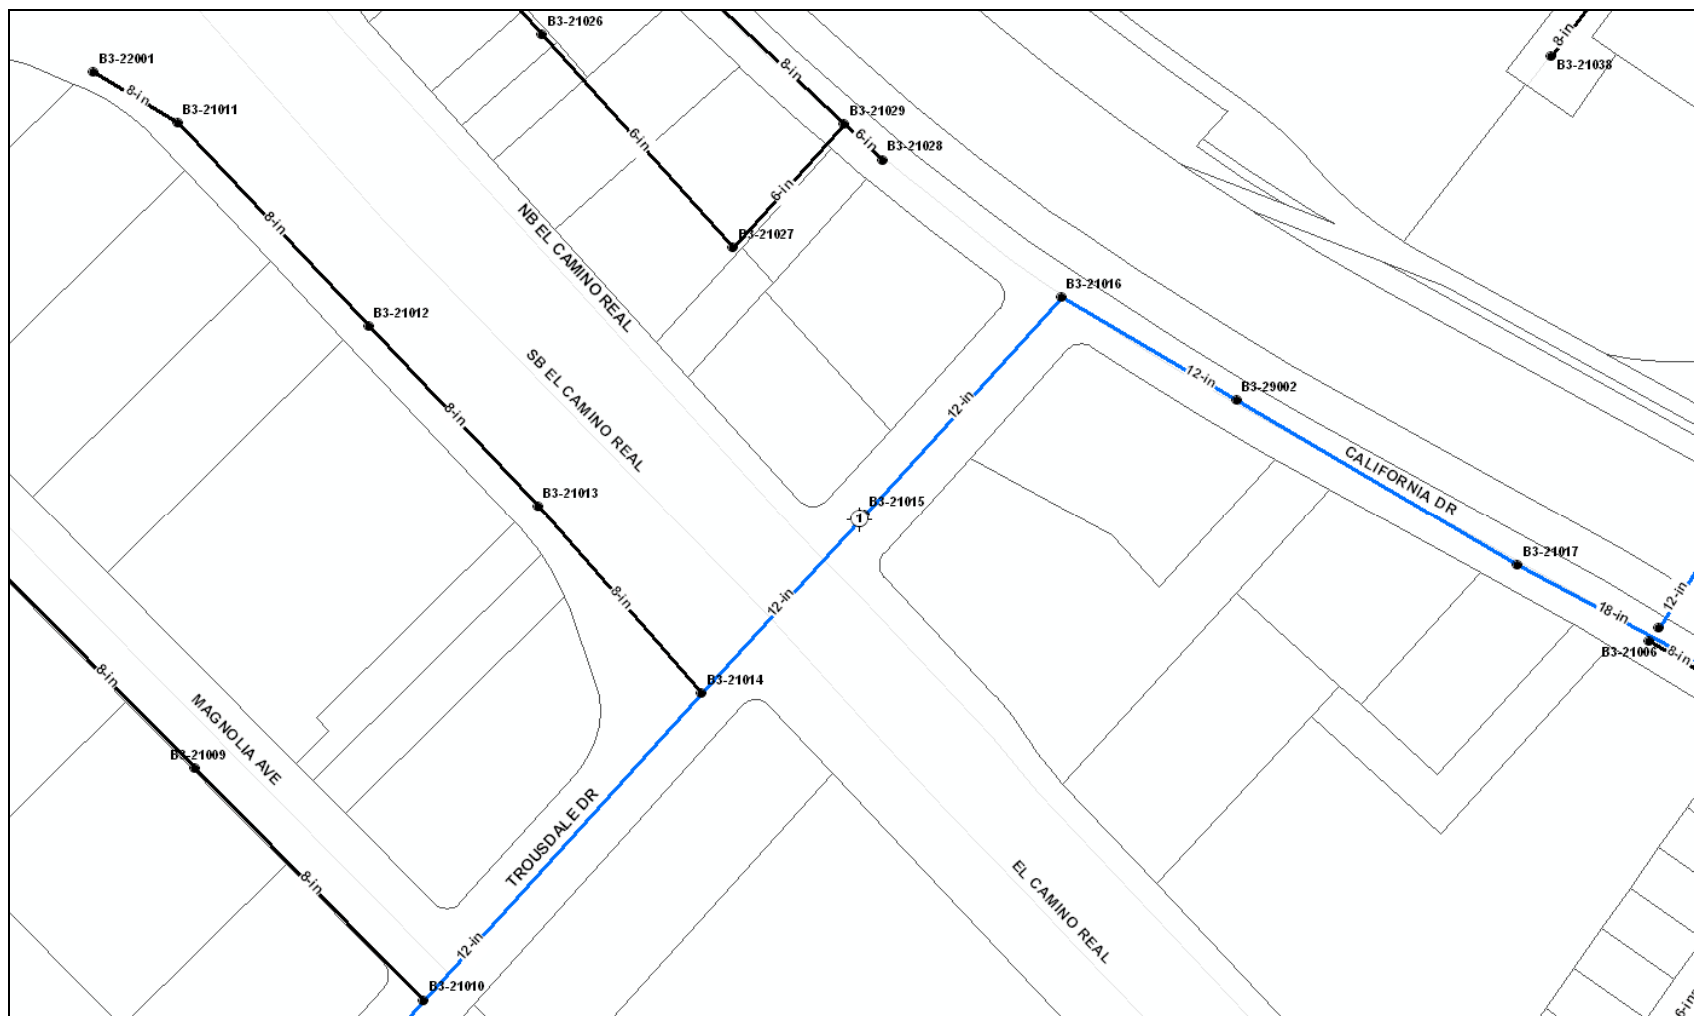 B3-21026
B3-22001
8-in
8-in
B3-21038
8-in
B3-21011
B3-21029
6-in
6-in
B3-21028
6-in
8-in
NB EL CAMINO REAL
B3-21027
B3-21016
B3-21012
SB EL CAMINO REAL
12-in
B3-29002
12-in
8-in
CALIFORNIA DR
B3-21013
B3-21015
1
B3-21017
8-in
12-in
12-in
18-in
B3-21006
8-in
8-in
B3-21014
MAGNOLIA AVE
B3-21009
TROUSDALE DR
8-in
EL CAMINO REAL
12-in
B3-21010
6-in